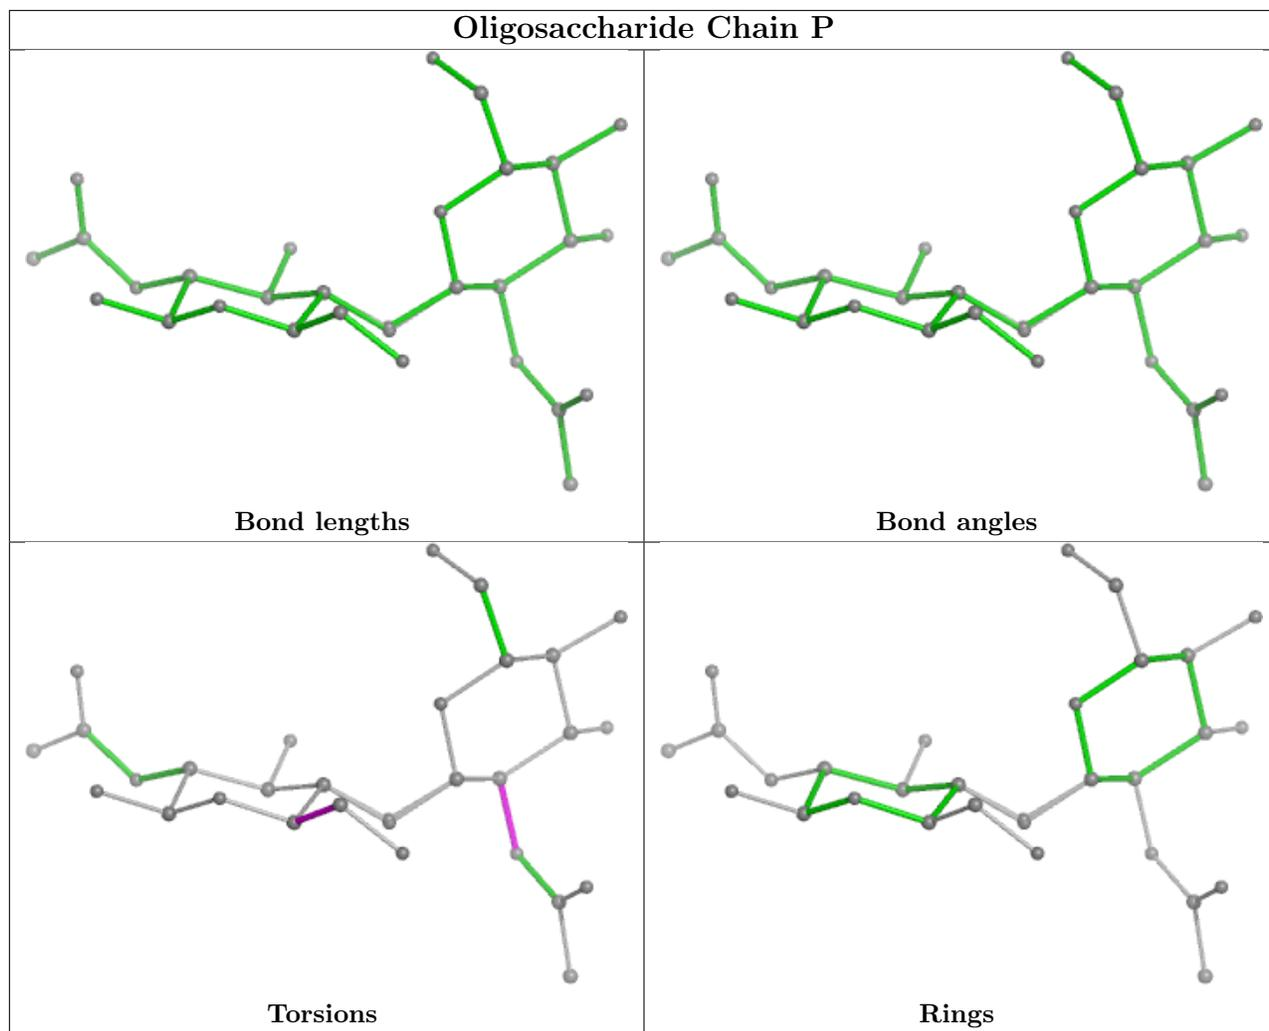 Oligosaccharide Chain P
Bond lengths
Bond angles
Torsions
Rings